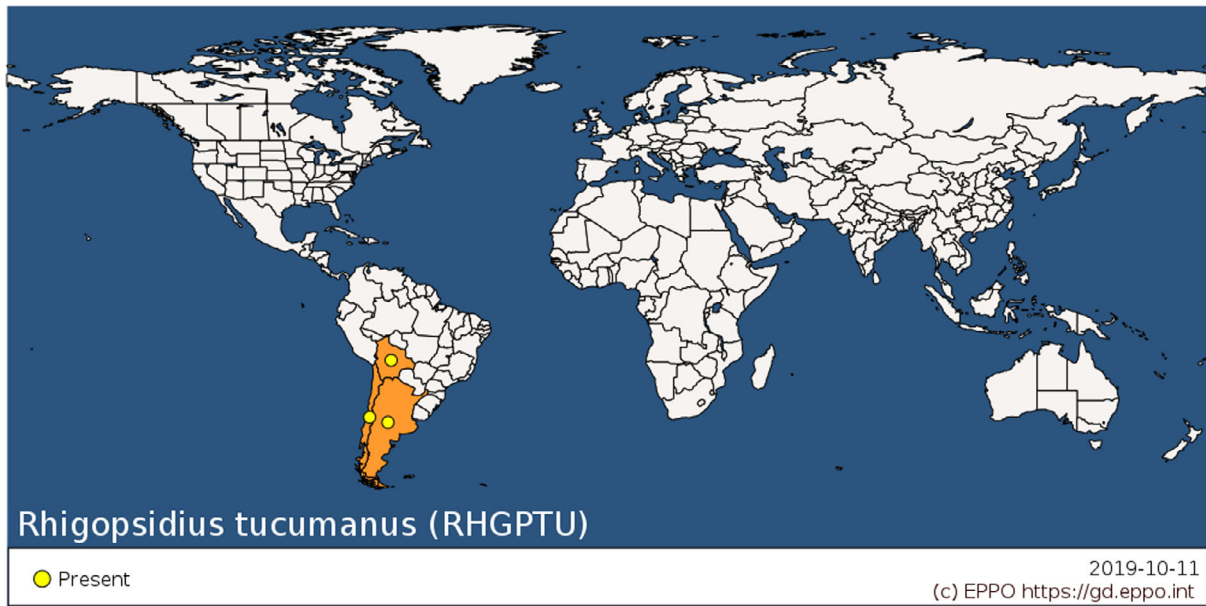 Rhigopsidius tucumanus (RHGPTU)
Present
2019-10-11
(c) EPPO https://gd.eppo.int